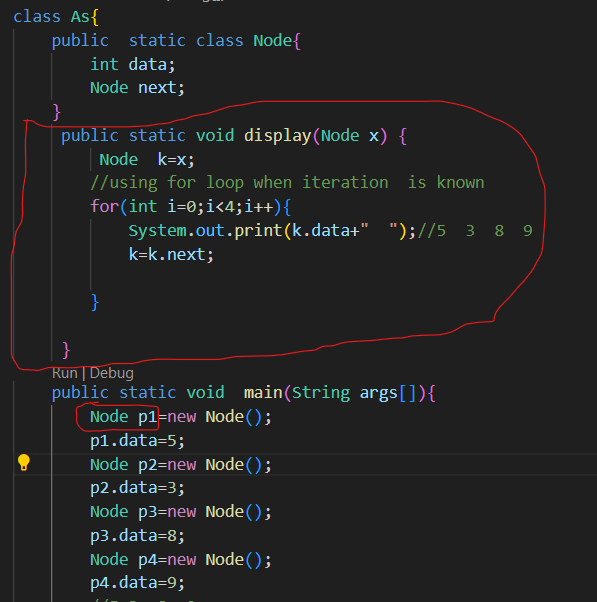 class As{
public  static class Node{
int data;
Node next;
}
public static void display(Node x) {
Node  k=x;
//using for loop when iteration  is known
for(int i=0;i<4;i++){
System.out.print(k.data+"  ");//5  3  8  9
k=k.next;
}
}
Run | Debug
public static void  main(String args[]){
Node p1=new Node();
p1.data=5;
Node p2=new Node();
p2.data=3;
Node p3=new Node();
p3.data=8;
Node p4=new Node();
p4.data=9;